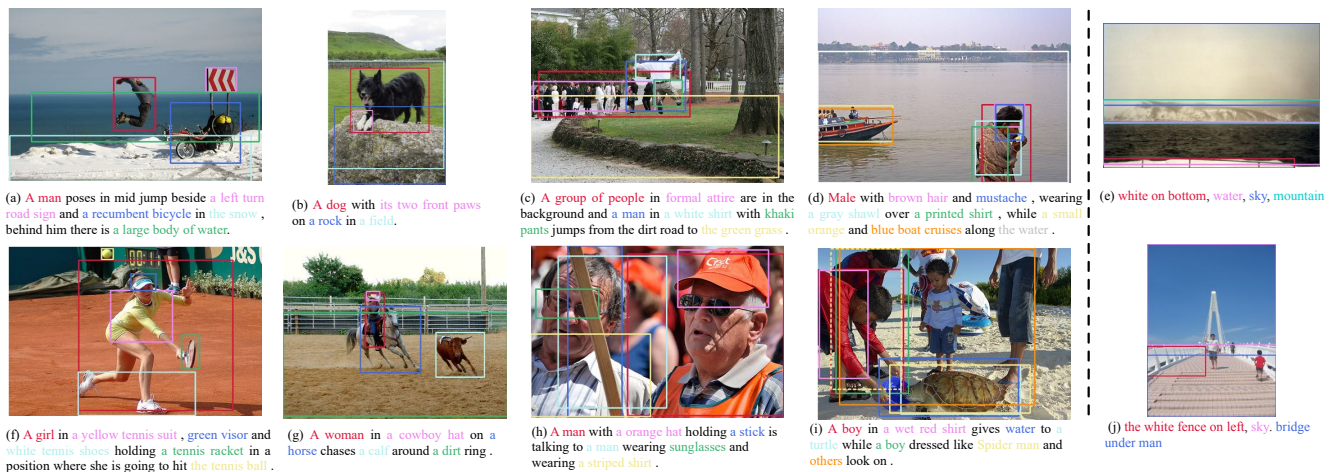 (a) A man poses in mid jump beside a left turn
road sign and a recumbent bicycle in the snow ,
behind him there is a large body of water.
(b) A dog with its two front paws
on a rock in a field.
(c) A group of people in formal attire are in the
background and a man in a white shirt with khaki
pants jumps from the dirt road to the green grass .
(d) Male with brown hair and mustache , wearing
a gray shawl over a printed shirt , while a small
orange and blue boat cruises along the water .
(e) white on bottom, water, sky, mountain
(f) A girl in a yellow tennis suit , green visor and
white tennis shoes holding a tennis racket in a
position where she is going to hit the tennis ball .
(g) A woman in a cowboy hat on a
horse chases a calf around a dirt ring .
(h) A man with a orange hat holding a stick is
talking to a man wearing sunglasses and
wearing a striped shirt .
(i) A boy in a wet red shirt gives water to a
turtle while a boy dressed like Spider man and
others look on .
(j) the white fence on left, sky. bridge
under man